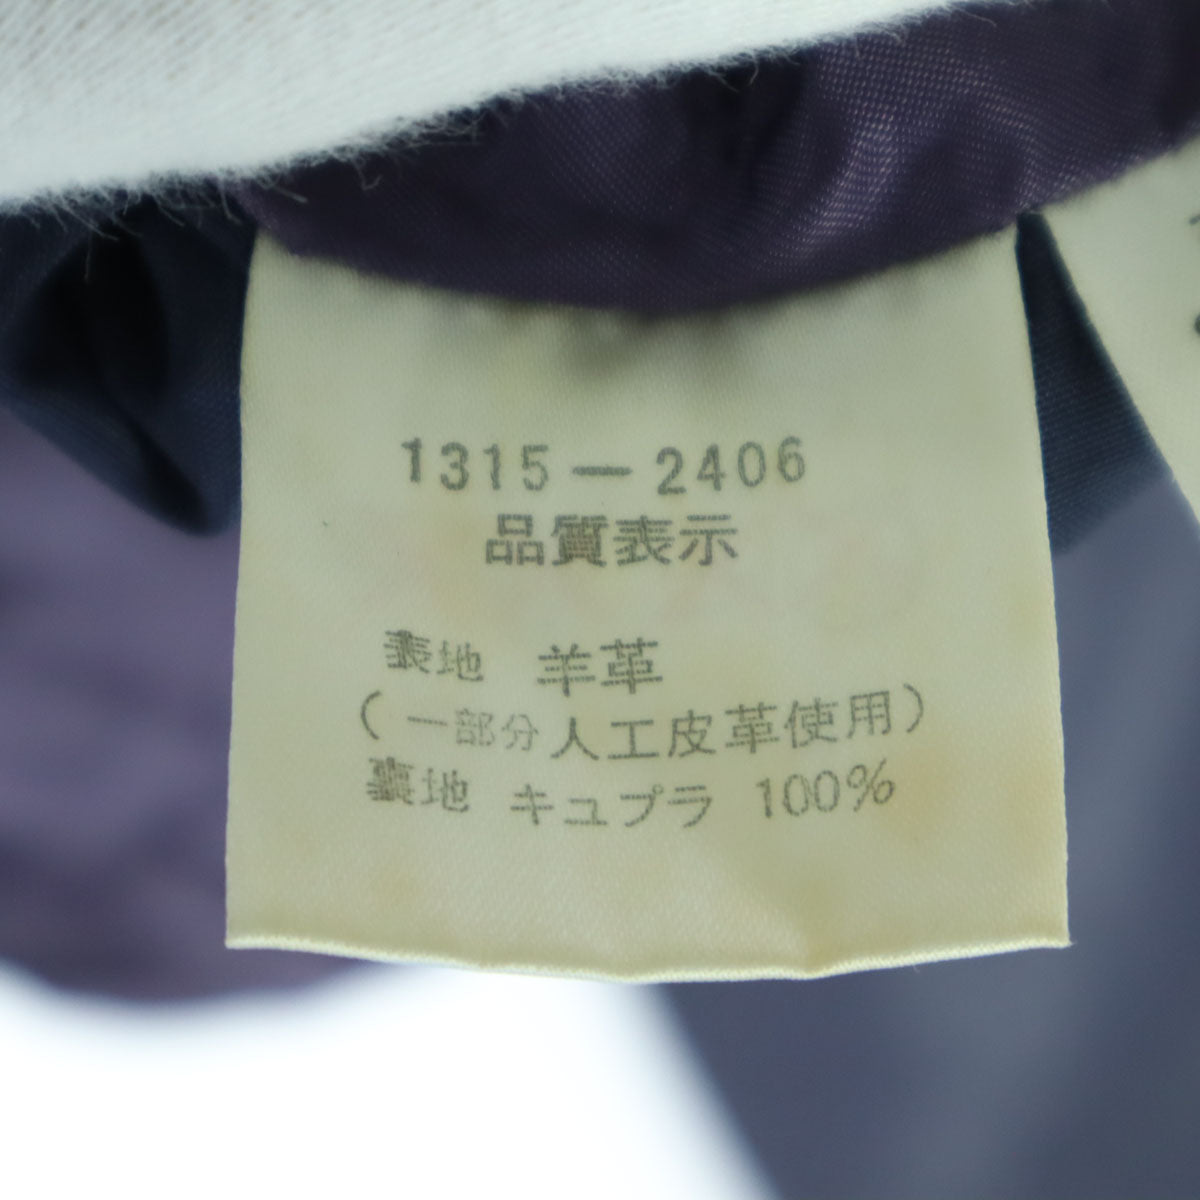 1315−2406
品質表示
表地 羊革
(一部分人工皮革使用)
裏地 キュプラ 100%